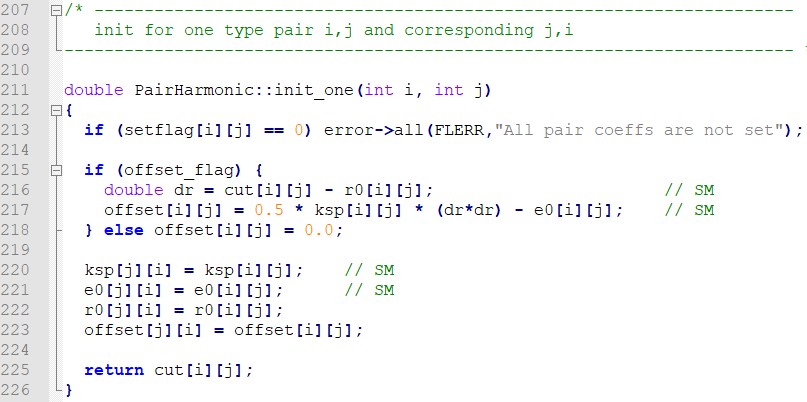 207 /* ----------------------------------------------------------------------
208    init for one type pair i,j and corresponding j,i
209 -------------------------------------------------------------------------
210
211 double PairHarmonic::init_one(int i, int j)
212 {
213   if (setflag[i][j] == 0) error->all(FLERR,"All pair coeffs are not set");
214
215   if (offset_flag) {
216     double dr = cut[i][j] - r0[i][j];                       // SM
217     offset[i][j] = 0.5 * ksp[i][j] * (dr*dr) - e0[i][j];    // SM
218   } else offset[i][j] = 0.0;
219
220   ksp[j][i] = ksp[i][j];    // SM
221   e0[j][i] = e0[i][j];      // SM
222   r0[j][i] = r0[i][j];
223   offset[j][i] = offset[i][j];
224
225   return cut[i][j];
226 }